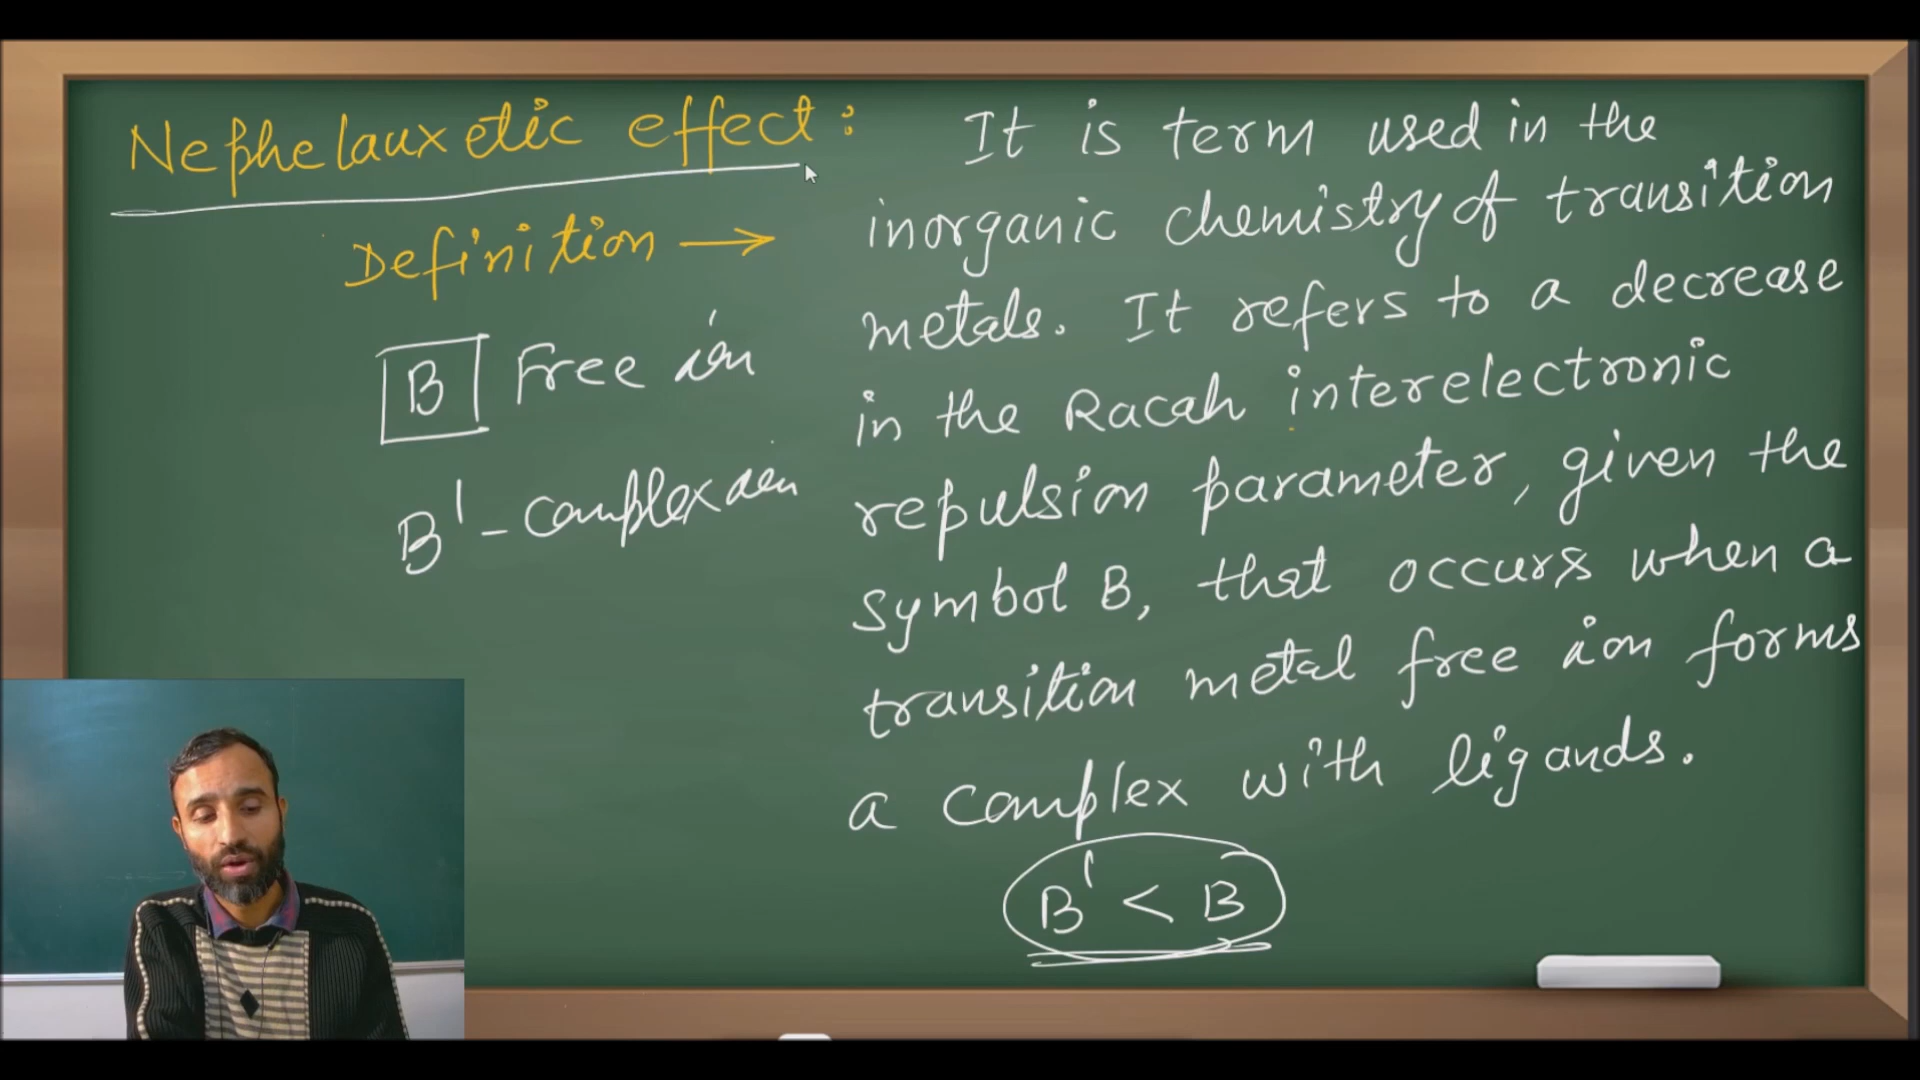 Nephelauxetic effect :
Definition →
B Free ion
B' - complex ion
It is term used in the
inorganic chemistry of transition
metals. It refers to a decrease
in the Racah interelectronic
repulsion parameter, given the
symbol B, that occurs when a
transition metal free ion forms
a complex with ligands.
B' < B